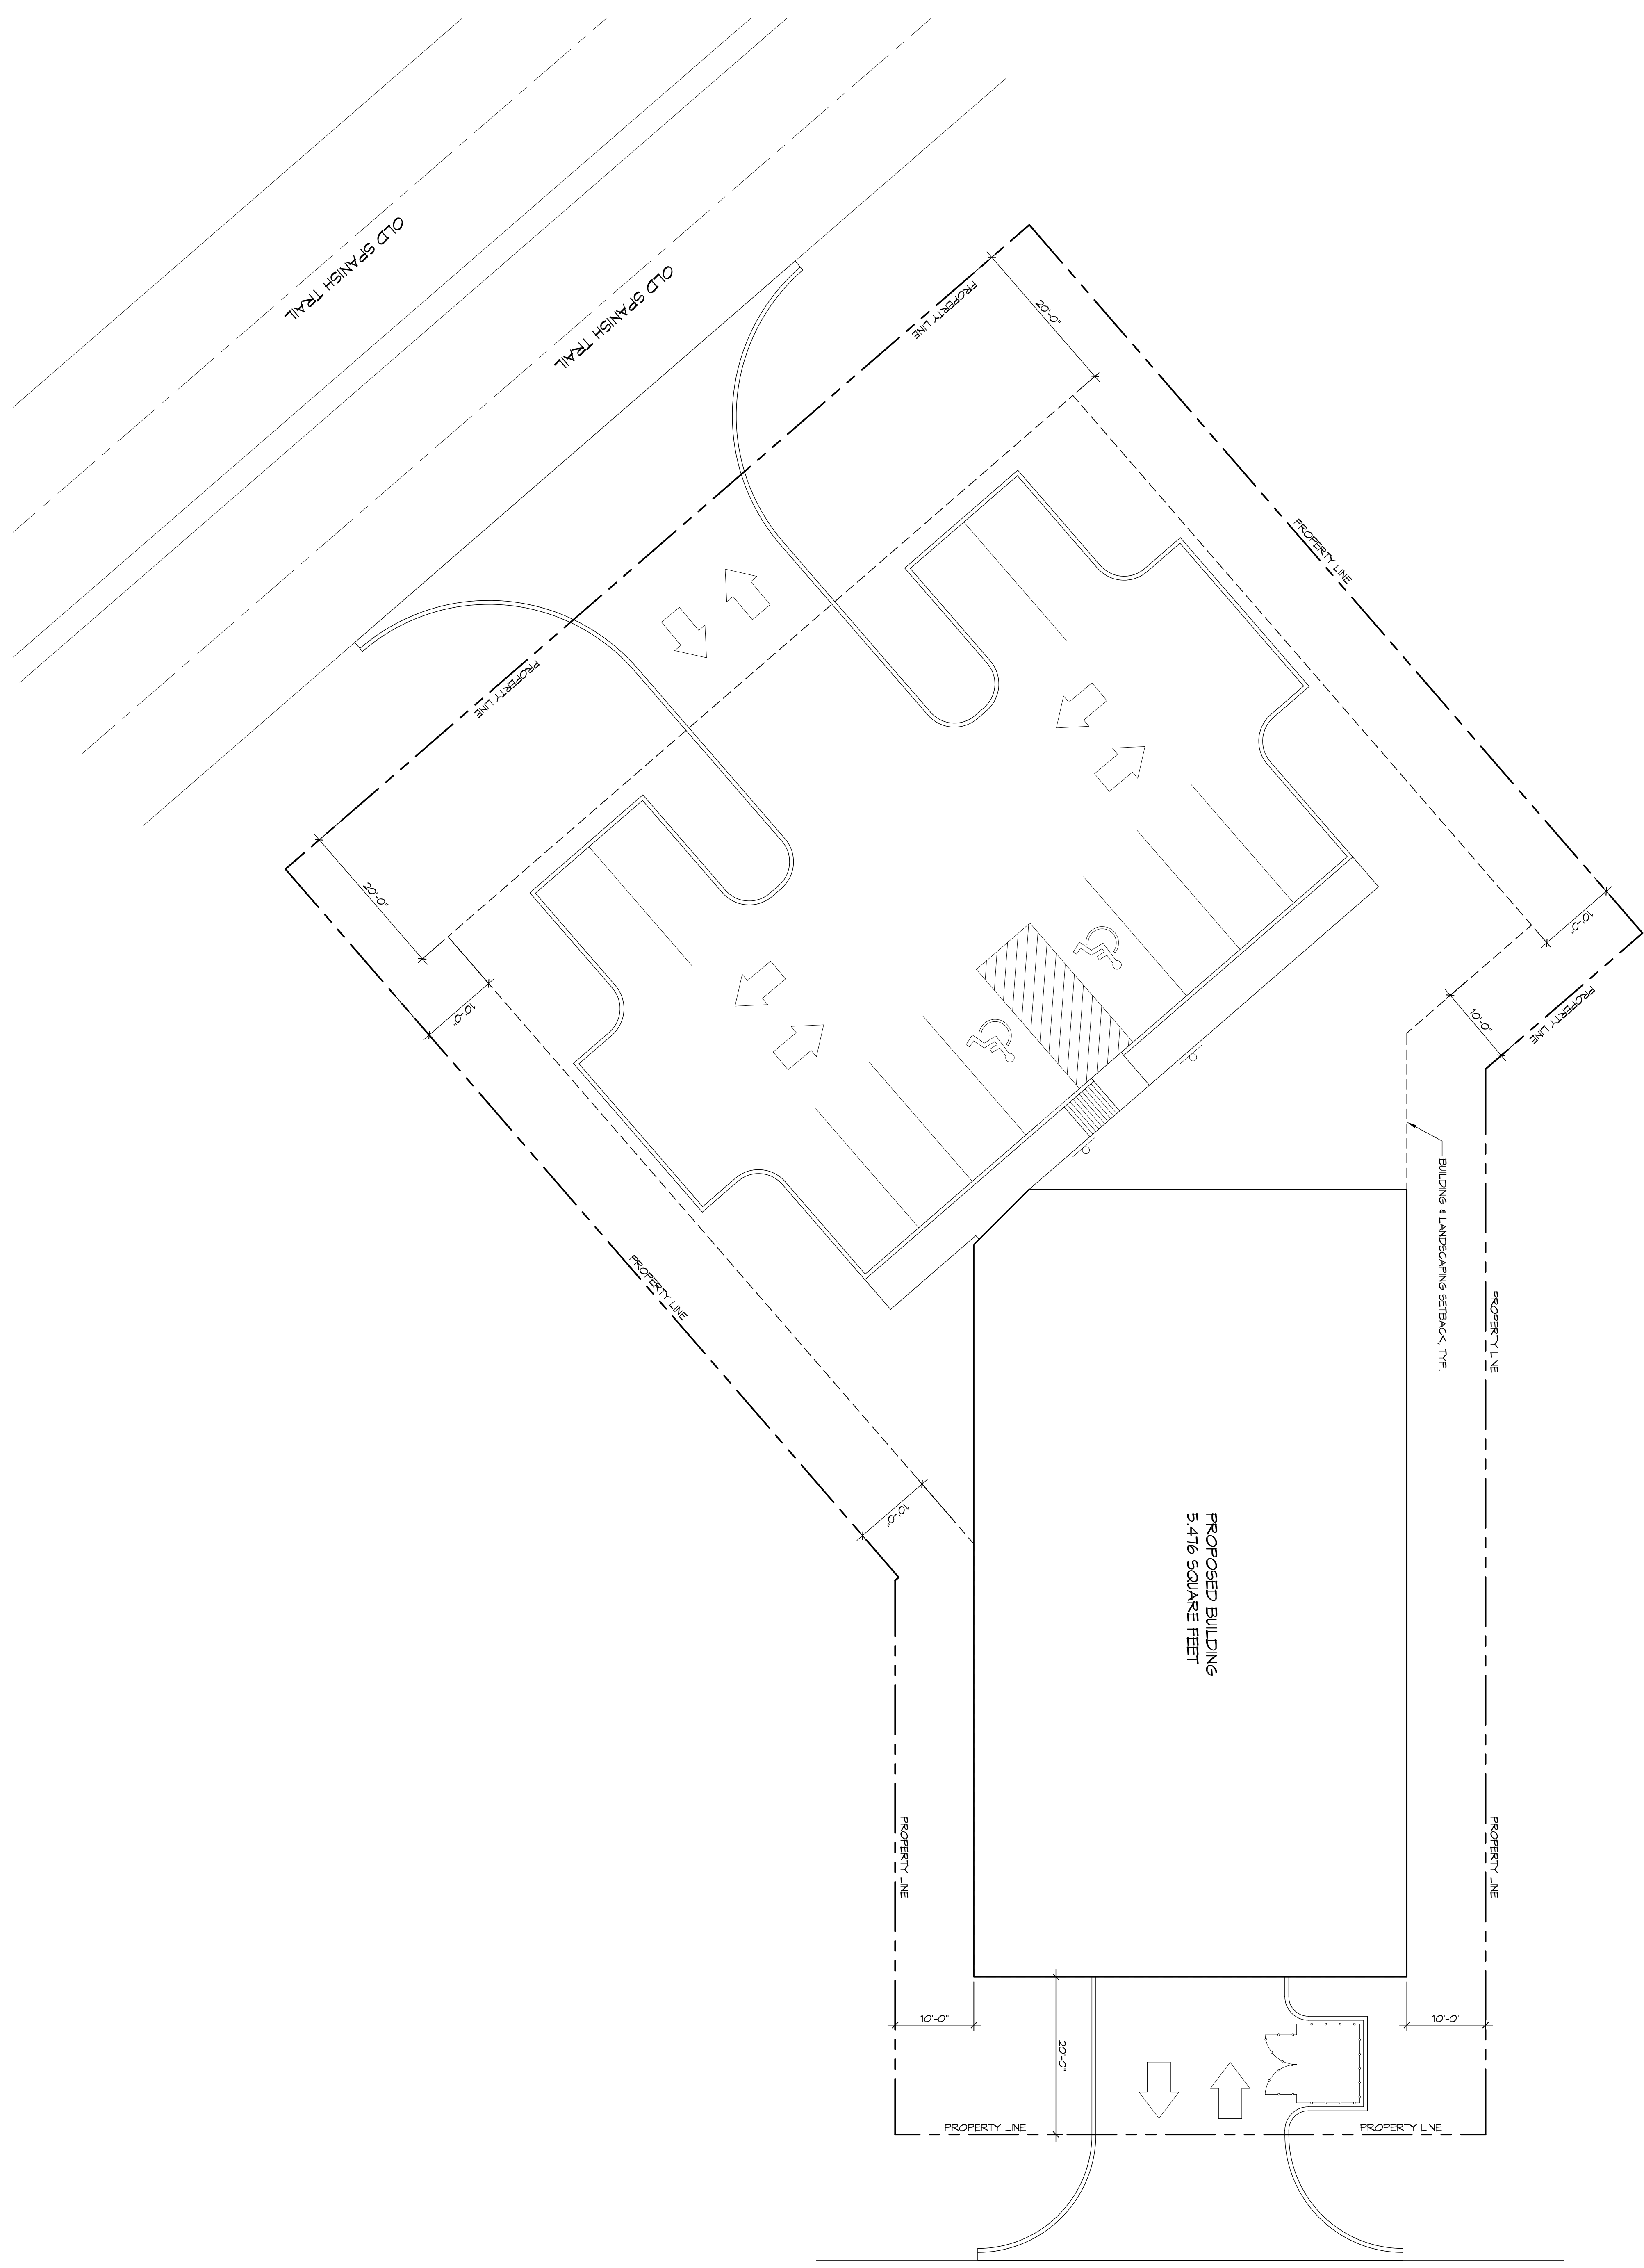 OLD SPANISH TRAIL
OLD SPANISH TRAIL
PROPERTY LINE
20'-0"
PROPERTY LINE
PROPERTY LINE
20'-0"
10'-0"
10'-0"
PROPERTY LINE
10'-0"
BUILDING & LANDSCAPING SETBACK, TYP.
PROPERTY LINE
PROPERTY LINE
10'-0"
PROPOSED BUILDING
5,476 SQUARE FEET
PROPERTY LINE
PROPERTY LINE
10'-0"
10'-0"
20'-0"
PROPERTY LINE
PROPERTY LINE